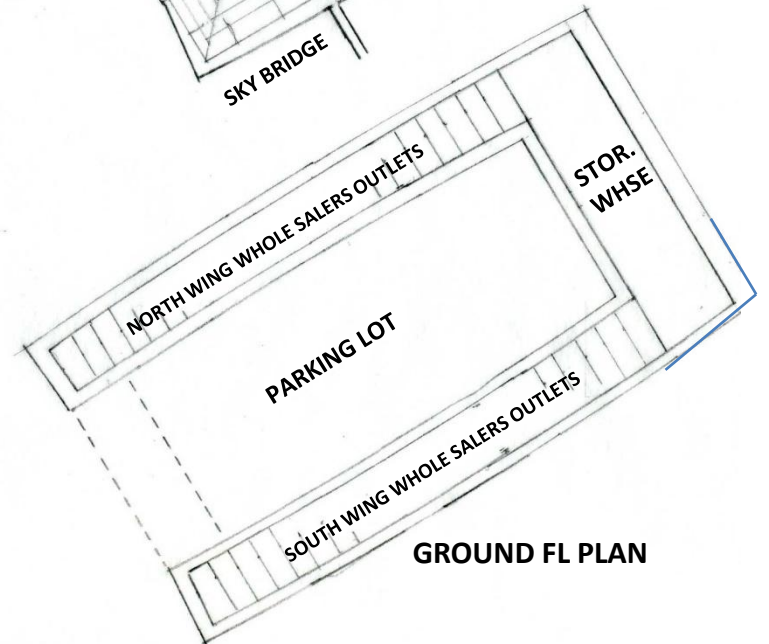 SKY BRIDGE
STOR.
WHSE
NORTH WING WHOLE SALERS OUTLETS
PARKING LOT
SOUTH WING WHOLE SALERS OUTLETS
GROUND FL PLAN